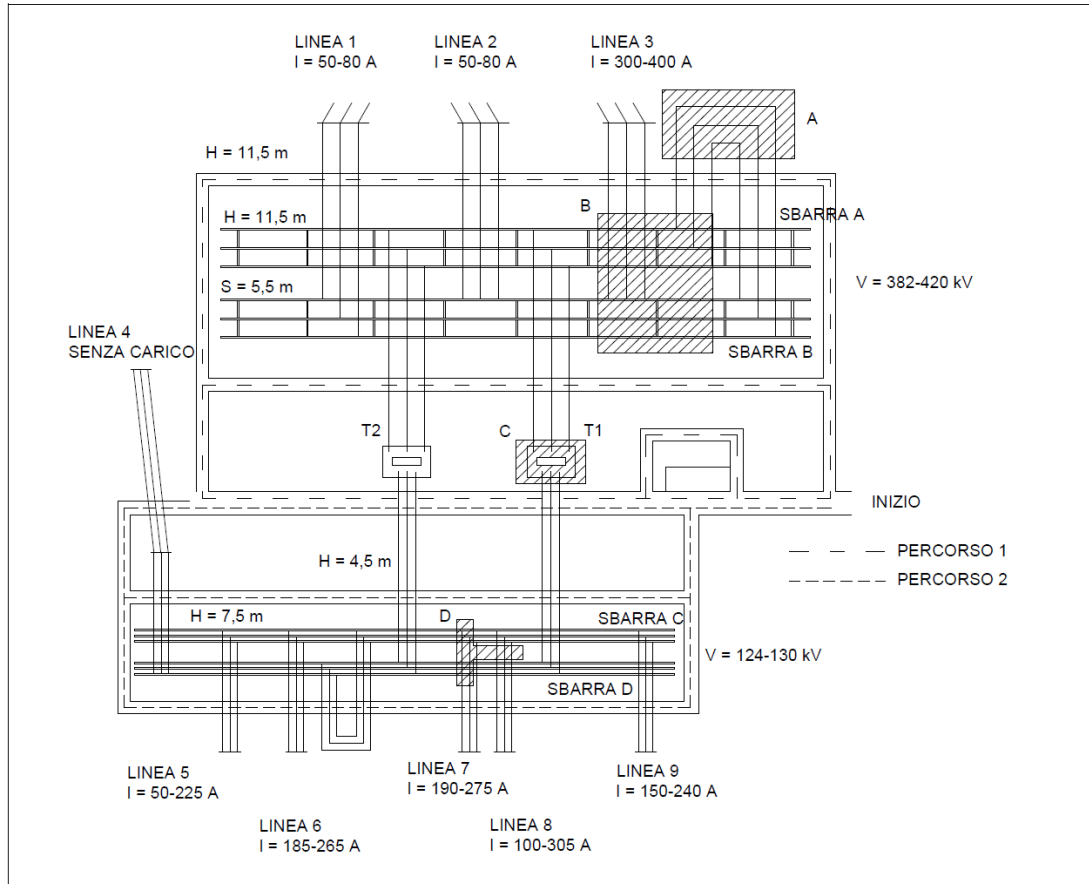 LINEA 1
I = 50-80 A
LINEA 2
I = 50-80 A
LINEA 3
I = 300-400 A
A
H = 11,5 m
B
H = 11,5 m
SBARRA A
S = 5,5 m
V = 382-420 kV
LINEA 4
SENZA CARICO
SBARRA B
T2
C
T1
INIZIO
PERCORSO 1
PERCORSO 2
H = 4,5 m
H = 7,5 m
D
SBARRA C
V = 124-130 kV
SBARRA D
LINEA 5
I = 50-225 A
LINEA 7
I = 190-275 A
LINEA 9
I = 150-240 A
LINEA 6
I = 185-265 A
LINEA 8
I = 100-305 A